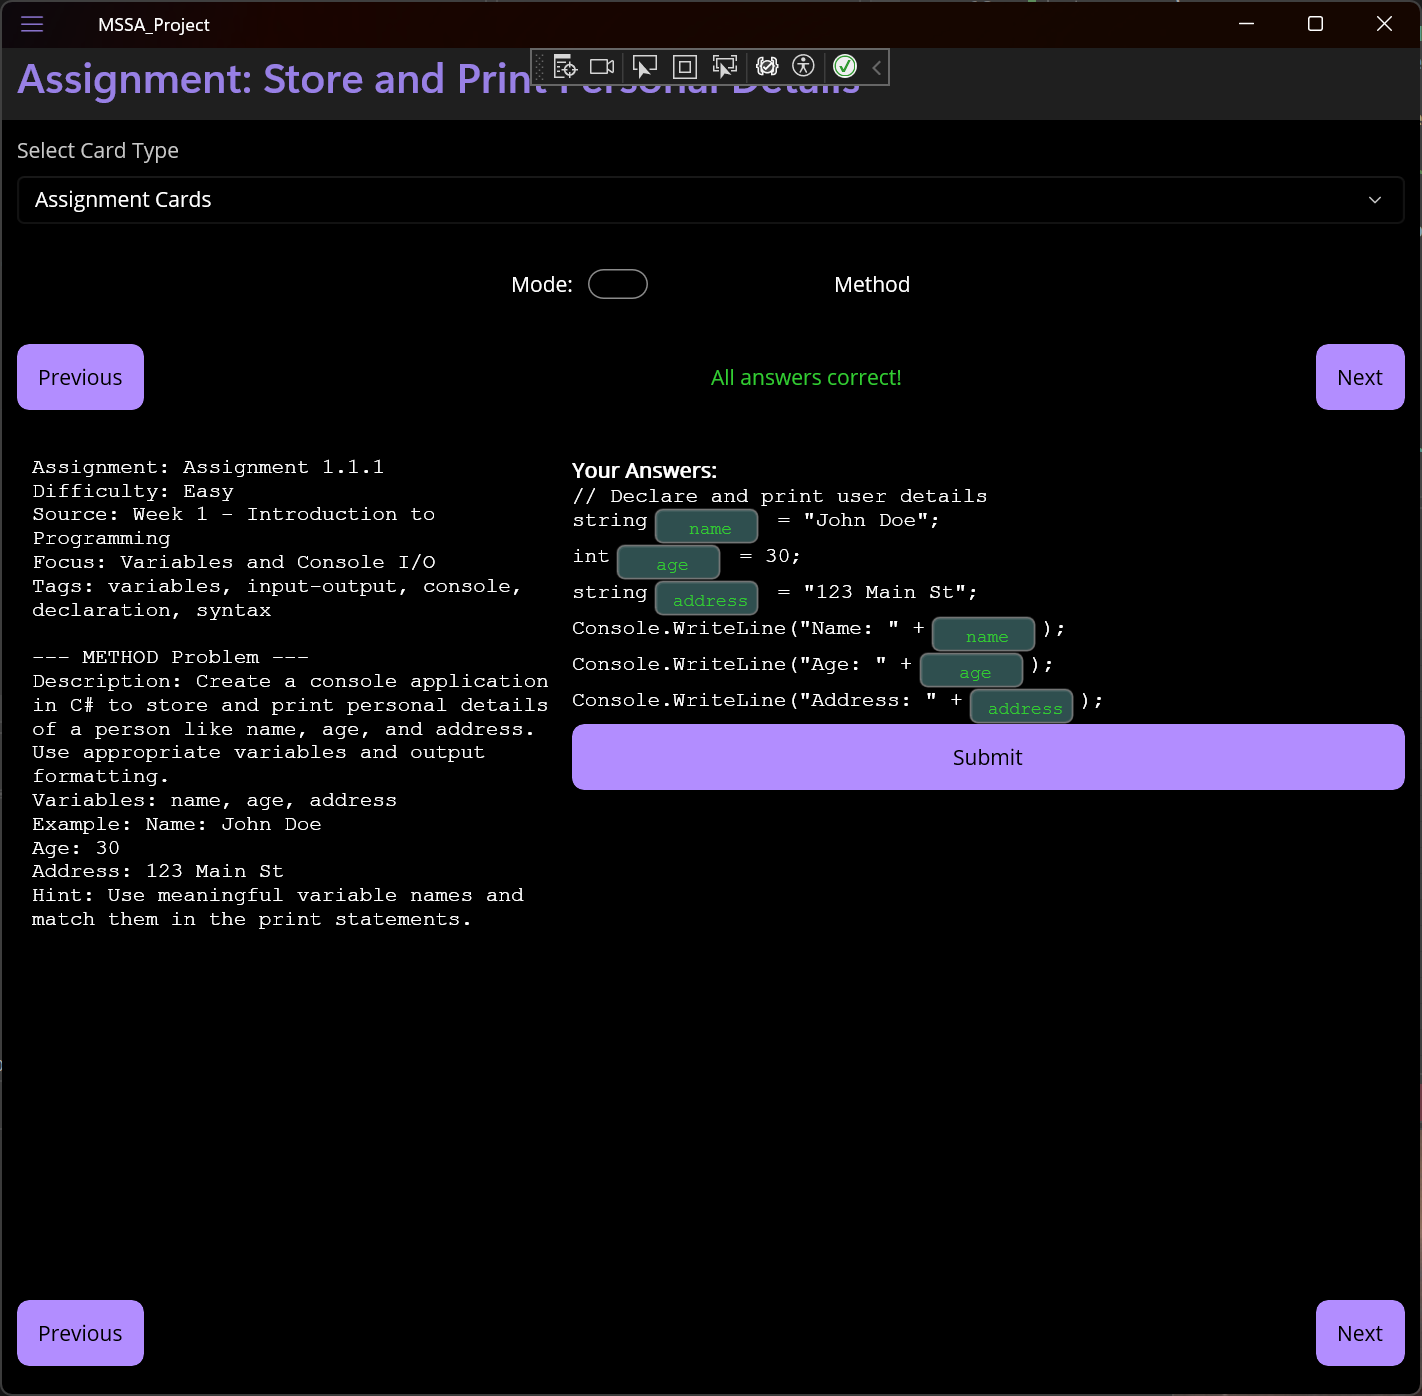 MSSA_Project
Assignment: Store and Print Personal Details
Select Card Type
Assignment Cards
Mode:
Method
Previous
All answers correct!
Next
Assignment: Assignment 1.1.1
Difficulty: Easy
Source: Week 1 - Introduction to
Programming
Focus: Variables and Console I/O
Tags: variables, input-output, console,
declaration, syntax
--- METHOD Problem ---
Description: Create a console application
in C# to store and print personal details
of a person like name, age, and address.
Use appropriate variables and output
formatting.
Variables: name, age, address
Example: Name: John Doe
Age: 30
Address: 123 Main St
Hint: Use meaningful variable names and
match them in the print statements.
Your Answers:
// Declare and print user details
string name = "John Doe";
int age = 30;
string address = "123 Main St";
Console.WriteLine("Name: " + name );
Console.WriteLine("Age: " + age );
Console.WriteLine("Address: " + address );
Submit
Previous
Next